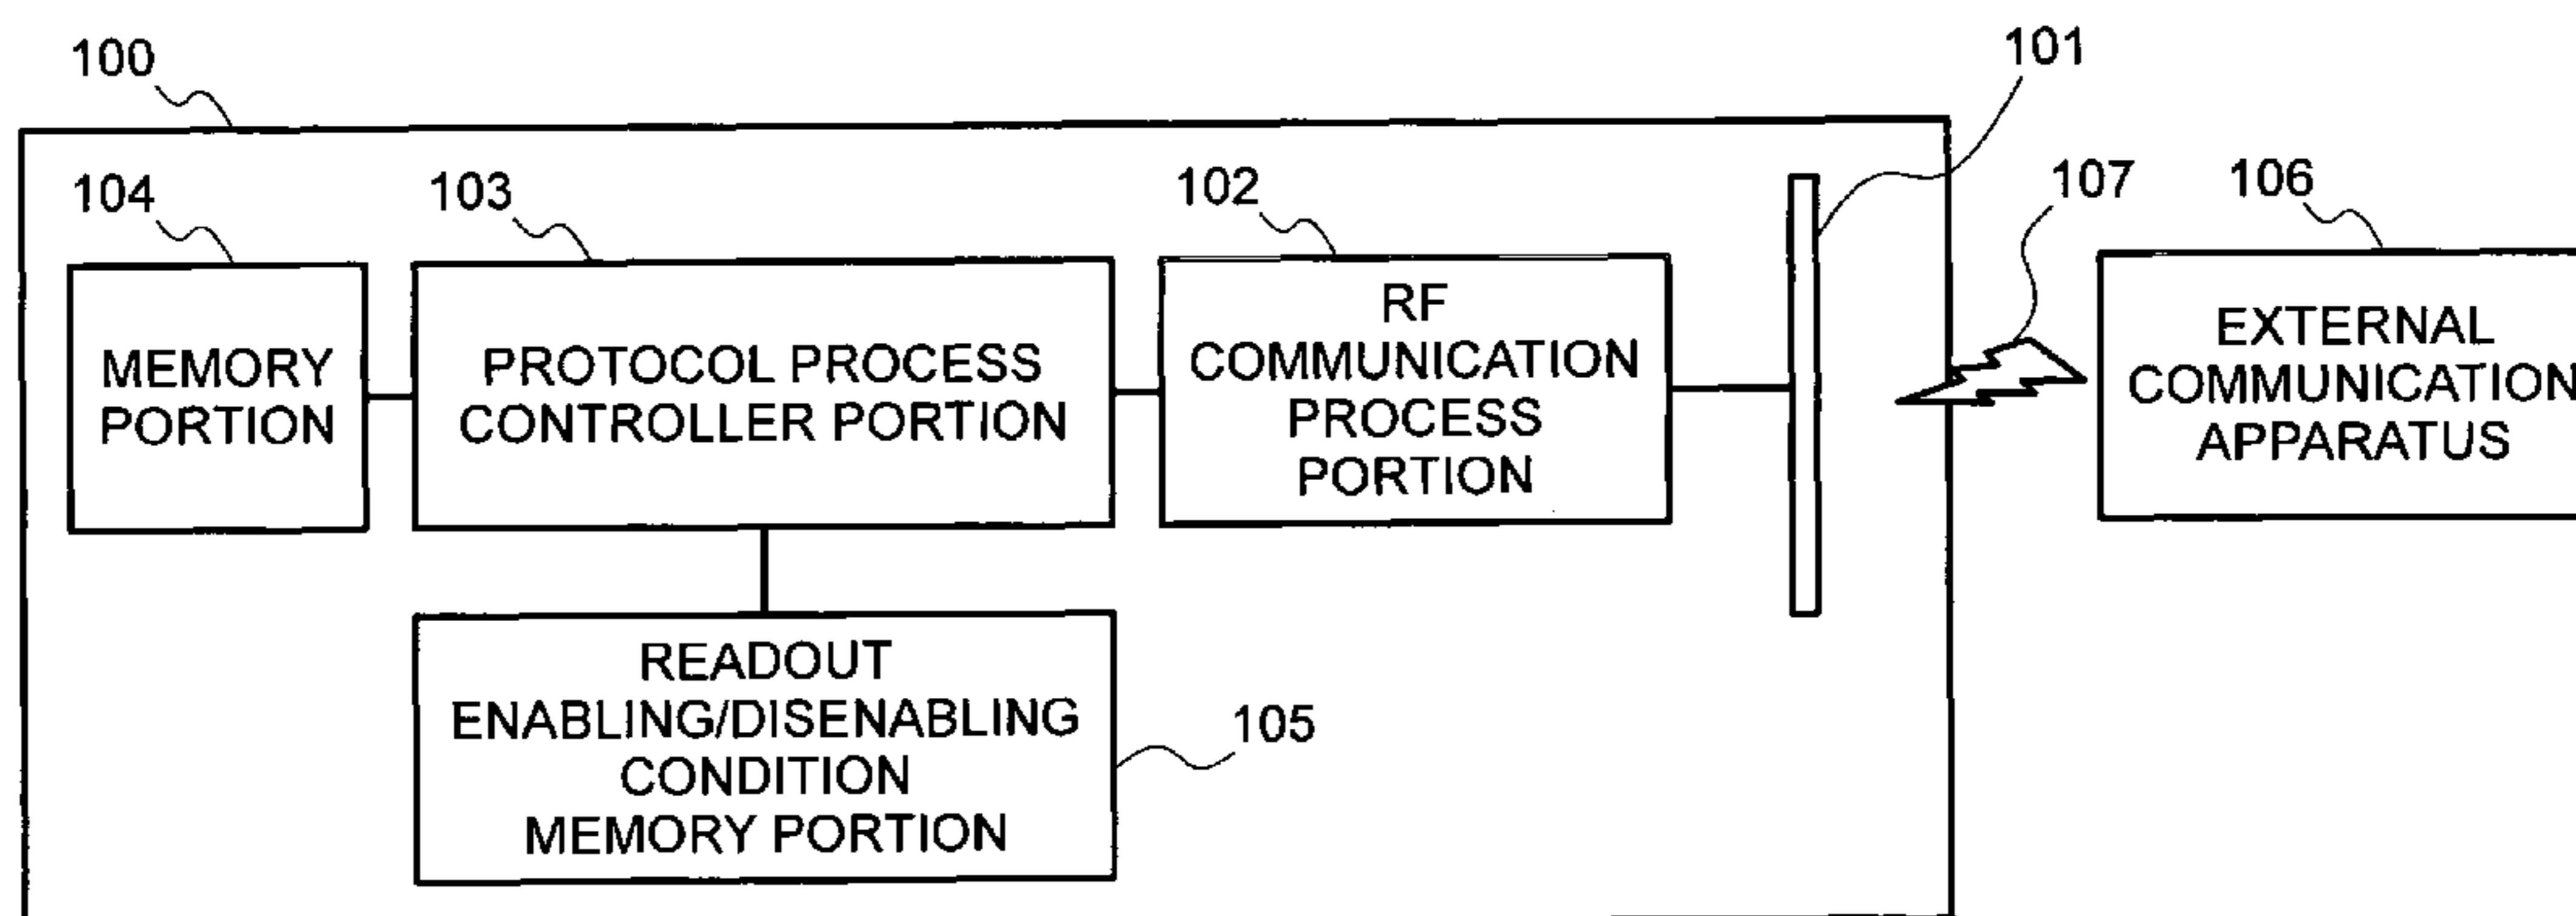 100
101
104
103
102
107
106
MEMORY
PORTION
PROTOCOL PROCESS
CONTROLLER PORTION
RF
COMMUNICATION
PROCESS
PORTION
EXTERNAL
COMMUNICATION
APPARATUS
READOUT
ENABLING/DISENABLING
CONDITION
MEMORY PORTION
105